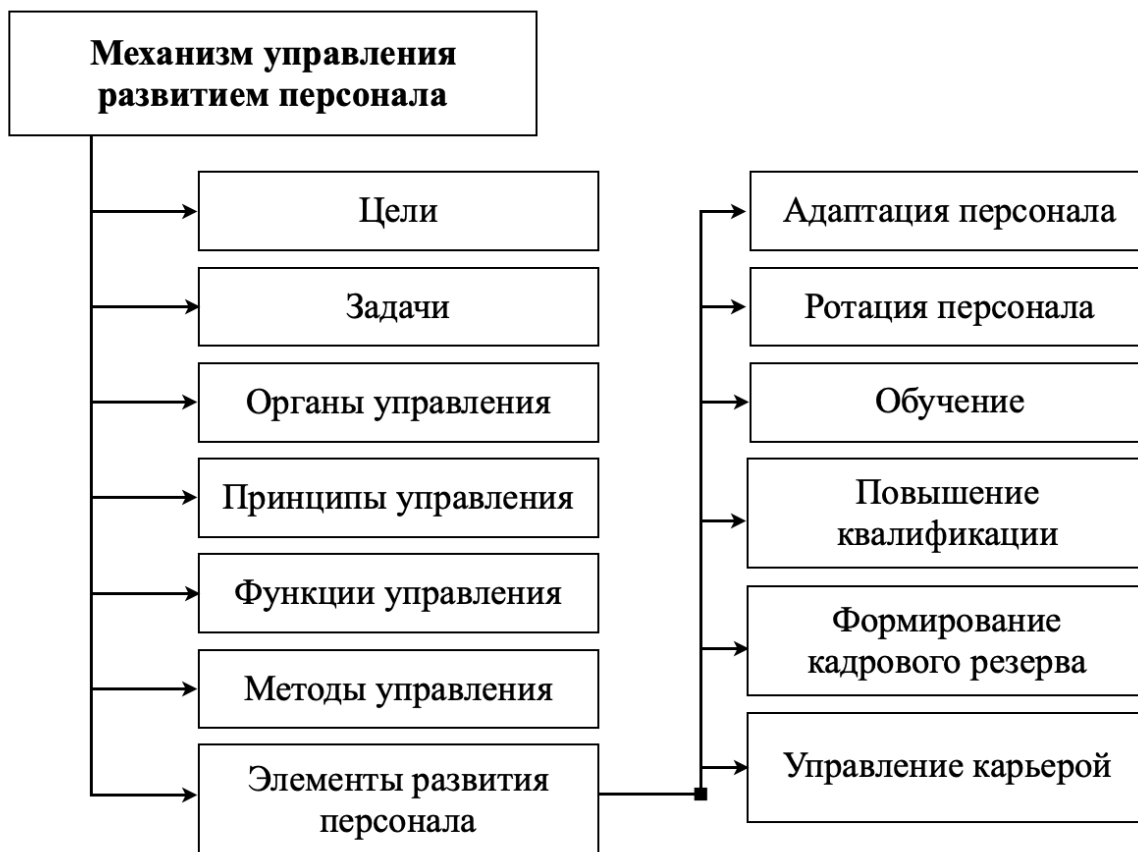 Механизм управления
развитием персонала
Цели
Задачи
Органы управления
Принципы управления
Функции управления
Методы управления
Элементы развития
персонала
Адаптация персонала
Ротация персонала
Обучение
Повышение
квалификации
Формирование
кадрового резерва
Управление карьерой